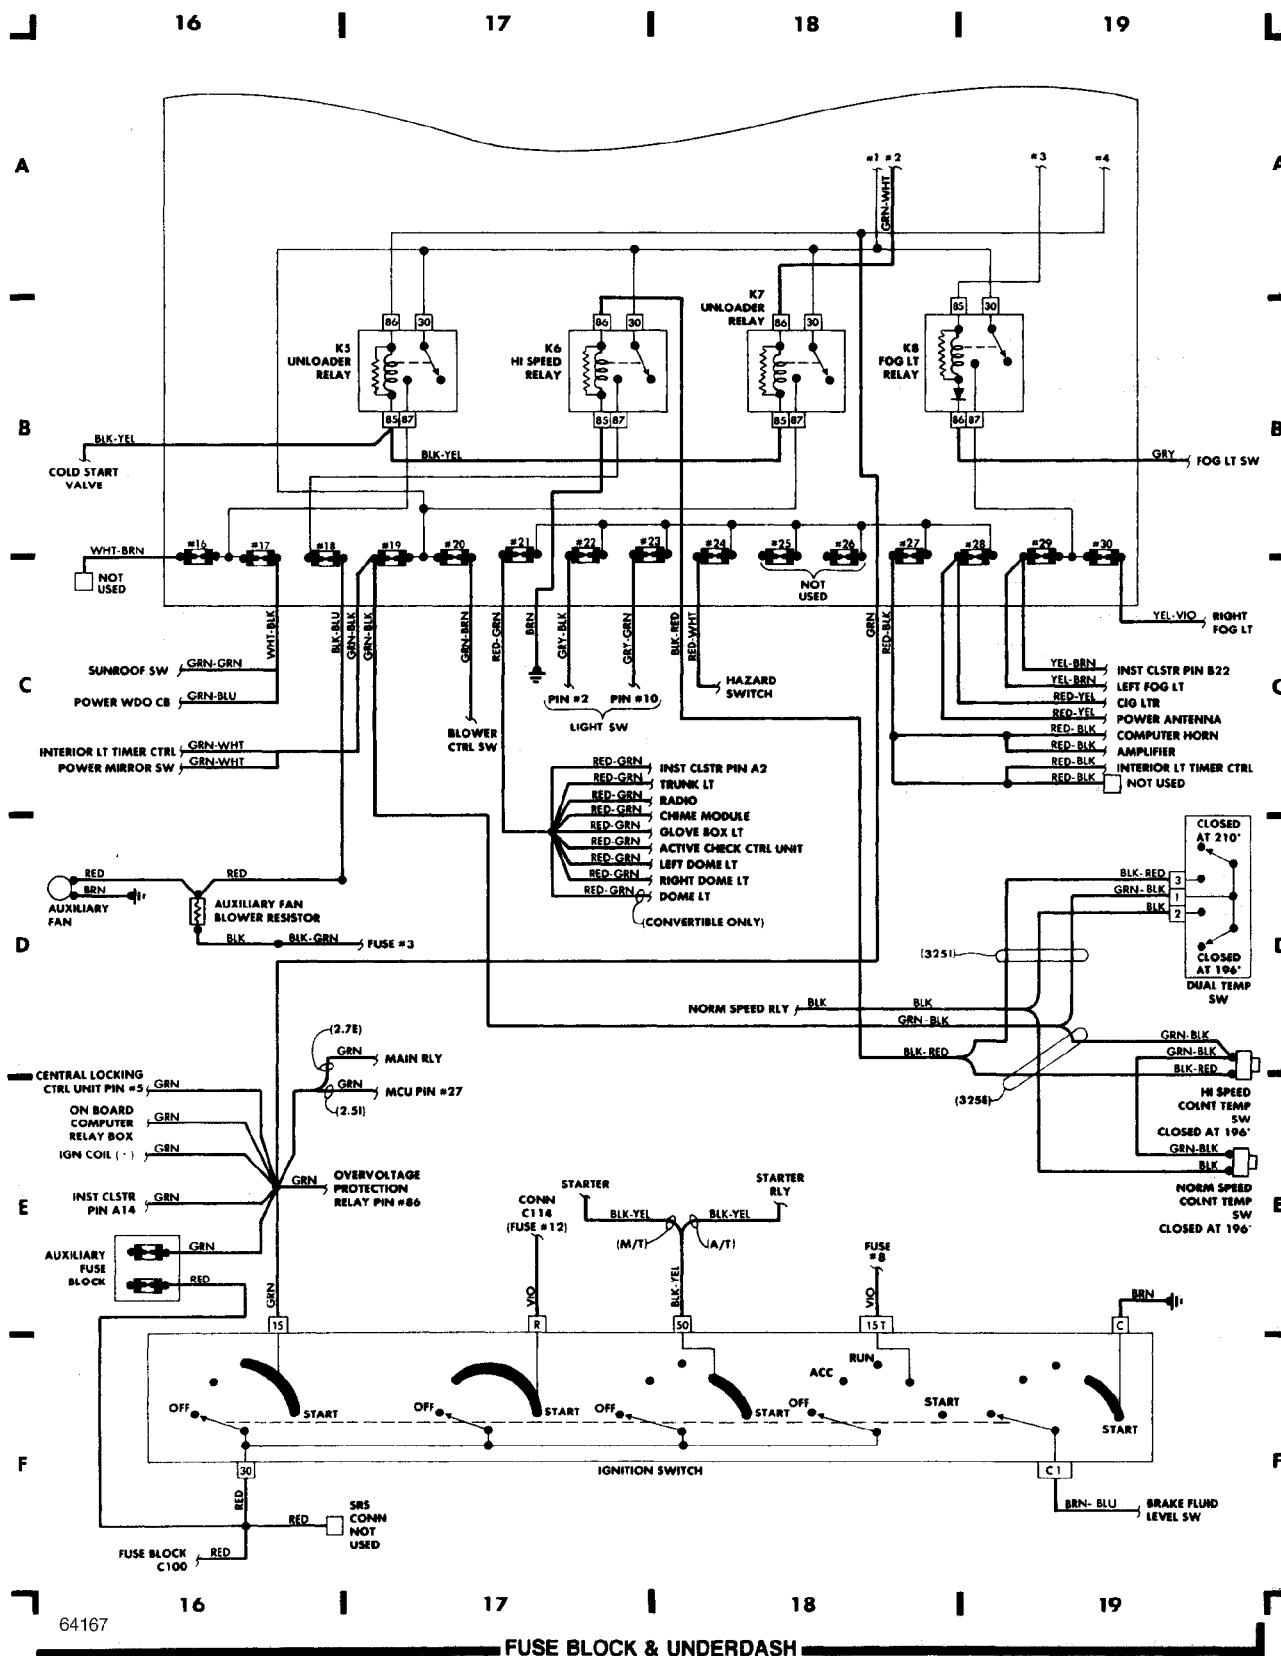 16 17 18 19
A
#1 #2 #3 #4
A
GRN-WHT
K7
UNLOADER
RELAY
86 30 86 30 86 30 85 30
K5
UNLOADER
RELAY
K6
HI SPEED
RELAY
K8
FOG LT
RELAY
85 87 85 87 85 87 86 87
B
B
BLK-YEL
BLK-YEL
COLD START
VALVE
GRY
FOG LT SW
#16 #17 #18 #19 #20 #21 #22 #23 #24 #25 #26 #27 #28 #29 #30
WHT-BRN
NOT
USED
NOT
USED
WHT-BLK
BLK-BLU
GRN-BLK
GRN-BLK
GRN-BRN
RED-GRN
BRN
GRY-BLK
GRY-GRN
BLK-RED
RED-WHT
GRN
RED-BLK
YEL-VIO
RIGHT
FOG LT
SUNROOF SW
GRN-GRN
POWER WDO CB
GRN-BLU
C
C
INTERIOR LT TIMER CTRL
GRN-WHT
POWER MIRROR SW
GRN-WHT
BLOWER
CTRL SW
PIN #2 PIN #10
LIGHT SW
HAZARD
SWITCH
YEL-BRN INST CLSTR PIN B22
YEL-BRN LEFT FOG LT
RED-YEL CIG LTR
RED-YEL POWER ANTENNA
RED-BLK COMPUTER HORN
RED-BLK AMPLIFIER
RED-BLK INTERIOR LT TIMER CTRL
RED-BLK NOT USED
RED-GRN INST CLSTR PIN A2
RED-GRN TRUNK LT
RED-GRN RADIO
RED-GRN CHIME MODULE
RED-GRN GLOVE BOX LT
RED-GRN ACTIVE CHECK CTRL UNIT
RED-GRN LEFT DOME LT
RED-GRN RIGHT DOME LT
RED-GRN DOME LT
(CONVERTIBLE ONLY)
RED
BRN
AUXILIARY
FAN
RED
AUXILIARY FAN
BLOWER RESISTOR
BLK
BLK-GRN
FUSE #3
D
D
CLOSED
AT 210°
BLK-RED 3
GRN-BLK 1
BLK 2
CLOSED
AT 196°
DUAL TEMP
SW
(325I)
NORM SPEED RLY
BLK BLK
GRN-BLK
BLK-RED
GRN-BLK
GRN-BLK
BLK-RED
HI SPEED
COLNT TEMP
SW
CLOSED AT 196°
(325E)
GRN-BLK
BLK
NORM SPEED
COLNT TEMP
SW
CLOSED AT 196°
(2.7E)
GRN MAIN RLY
GRN MCU PIN #27
(2.5I)
CENTRAL LOCKING
CTRL UNIT PIN #5
GRN
ON BOARD
COMPUTER
RELAY BOX
GRN
IGN COIL (-)
GRN
INST CLSTR
PIN A14
GRN
GRN
OVERVOLTAGE
PROTECTION
RELAY PIN #86
E
E
AUXILIARY
FUSE
BLOCK
GRN
RED
CONN
C114
(FUSE #12)
STARTER
BLK-YEL
(M/T)
STARTER
RLY
BLK-YEL
(A/T)
FUSE
#8
GRN
VIO
BLK-YEL
VIO
BRN
15 R 50 15 T C
OFF START
OFF START
OFF START
OFF ACC RUN START
START
F
F
30
IGNITION SWITCH
C 1
RED
RED
SRS
CONN
NOT
USED
FUSE BLOCK
C100
RED
BRN- BLU
BRAKE FLUID
LEVEL SW
16 17 18 19
64167
FUSE BLOCK & UNDERDASH